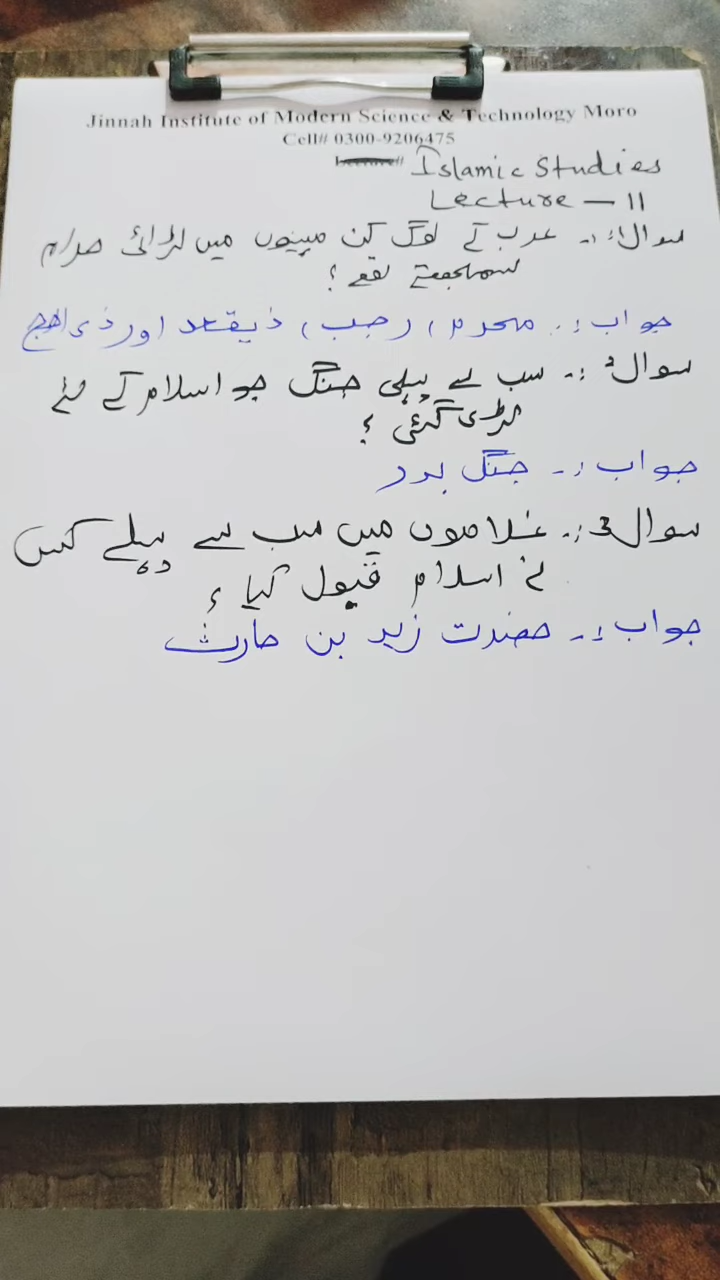 Jinnah Institute of Modern Science & Technology Moro
Cell# 0300-9206475
Islamic Studies
Lecture – 11
سوال1:۔ عرب کے لوگ کن مہینوں میں لڑائی حرام
سمجھتے تھے؟
جواب:۔ محرم، رجب، ذیقعد اور ذی الحج
سوال2:۔ سب سے پہلی جنگ جو اسلام کے لئے
لڑی گئی؟
جواب:۔ جنگ بدر
سوال3:۔ غلاموں میں سب سے پہلے کس
نے اسلام قبول کیا؟
جواب:۔ حضرت زید بن حارث